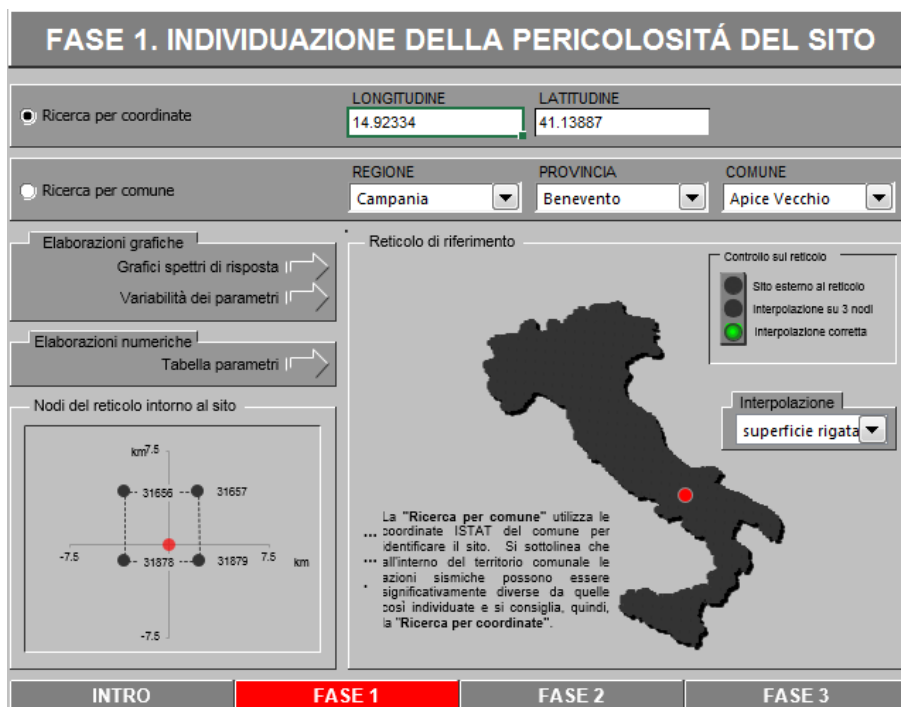 FASE 1. INDIVIDUAZIONE DELLA PERICOLOSITÁ DEL SITO
Ricerca per coordinate
LONGITUDINE
14.92334
LATITUDINE
41.13887
Ricerca per comune
REGIONE
Campania
PROVINCIA
Benevento
COMUNE
Apice Vecchio
Elaborazioni grafiche
Grafici spettri di risposta
Variabilità dei parametri
Elaborazioni numeriche
Tabella parametri
Nodi del reticolo intorno al sito
km
7.5
31656
31657
-7.5
31878
31879
7.5
km
-7.5
Reticolo di riferimento
Controllo sul reticolo
Sito esterno al reticolo
Interpolazione su 3 nodi
Interpolazione corretta
Interpolazione
superficie rigata
La "Ricerca per comune" utilizza le
... coordinate ISTAT del comune per
identificare il sito. Si sottolinea che
... all'interno del territorio comunale le
azioni sismiche possono essere
. significativamente diverse da quelle
così individuate e si consiglia, quindi,
la "Ricerca per coordinate".
INTRO
FASE 1
FASE 2
FASE 3